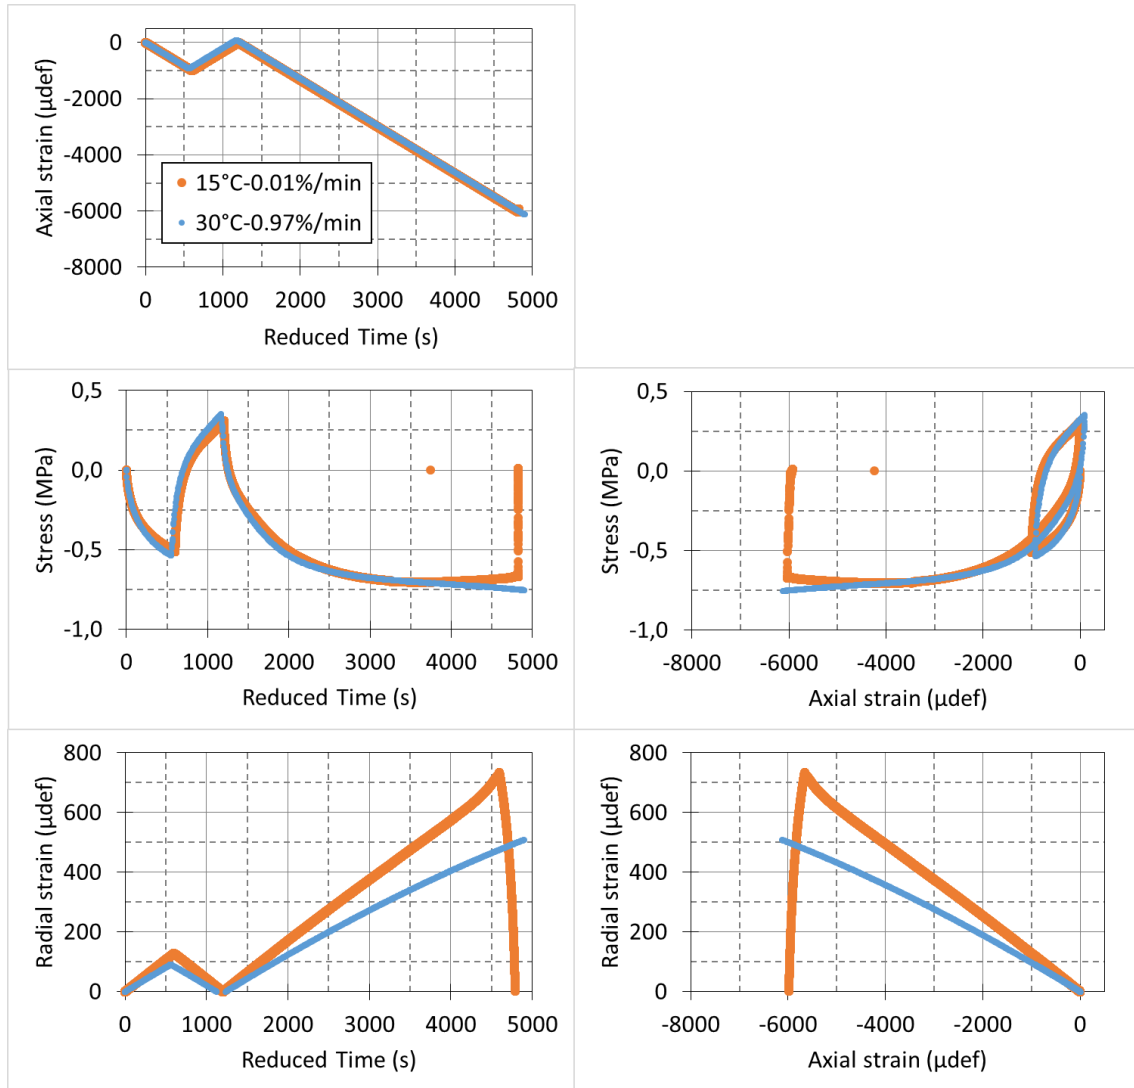 0
-2000
-4000
-6000
-8000
Axial strain (μdef)
15°C-0.01%/min
30°C-0.97%/min
0 1000 2000 3000 4000 5000
Reduced Time (s)
0,5
0,0
-0,5
-1,0
Stress (MPa)
0 1000 2000 3000 4000 5000
Reduced Time (s)
0,5
0,0
-0,5
-1,0
Stress (MPa)
-8000 -6000 -4000 -2000 0
Axial strain (μdef)
800
600
400
200
0
Radial strain (μdef)
0 1000 2000 3000 4000 5000
Reduced Time (s)
800
600
400
200
0
Radial strain (μdef)
-8000 -6000 -4000 -2000 0
Axial strain (μdef)